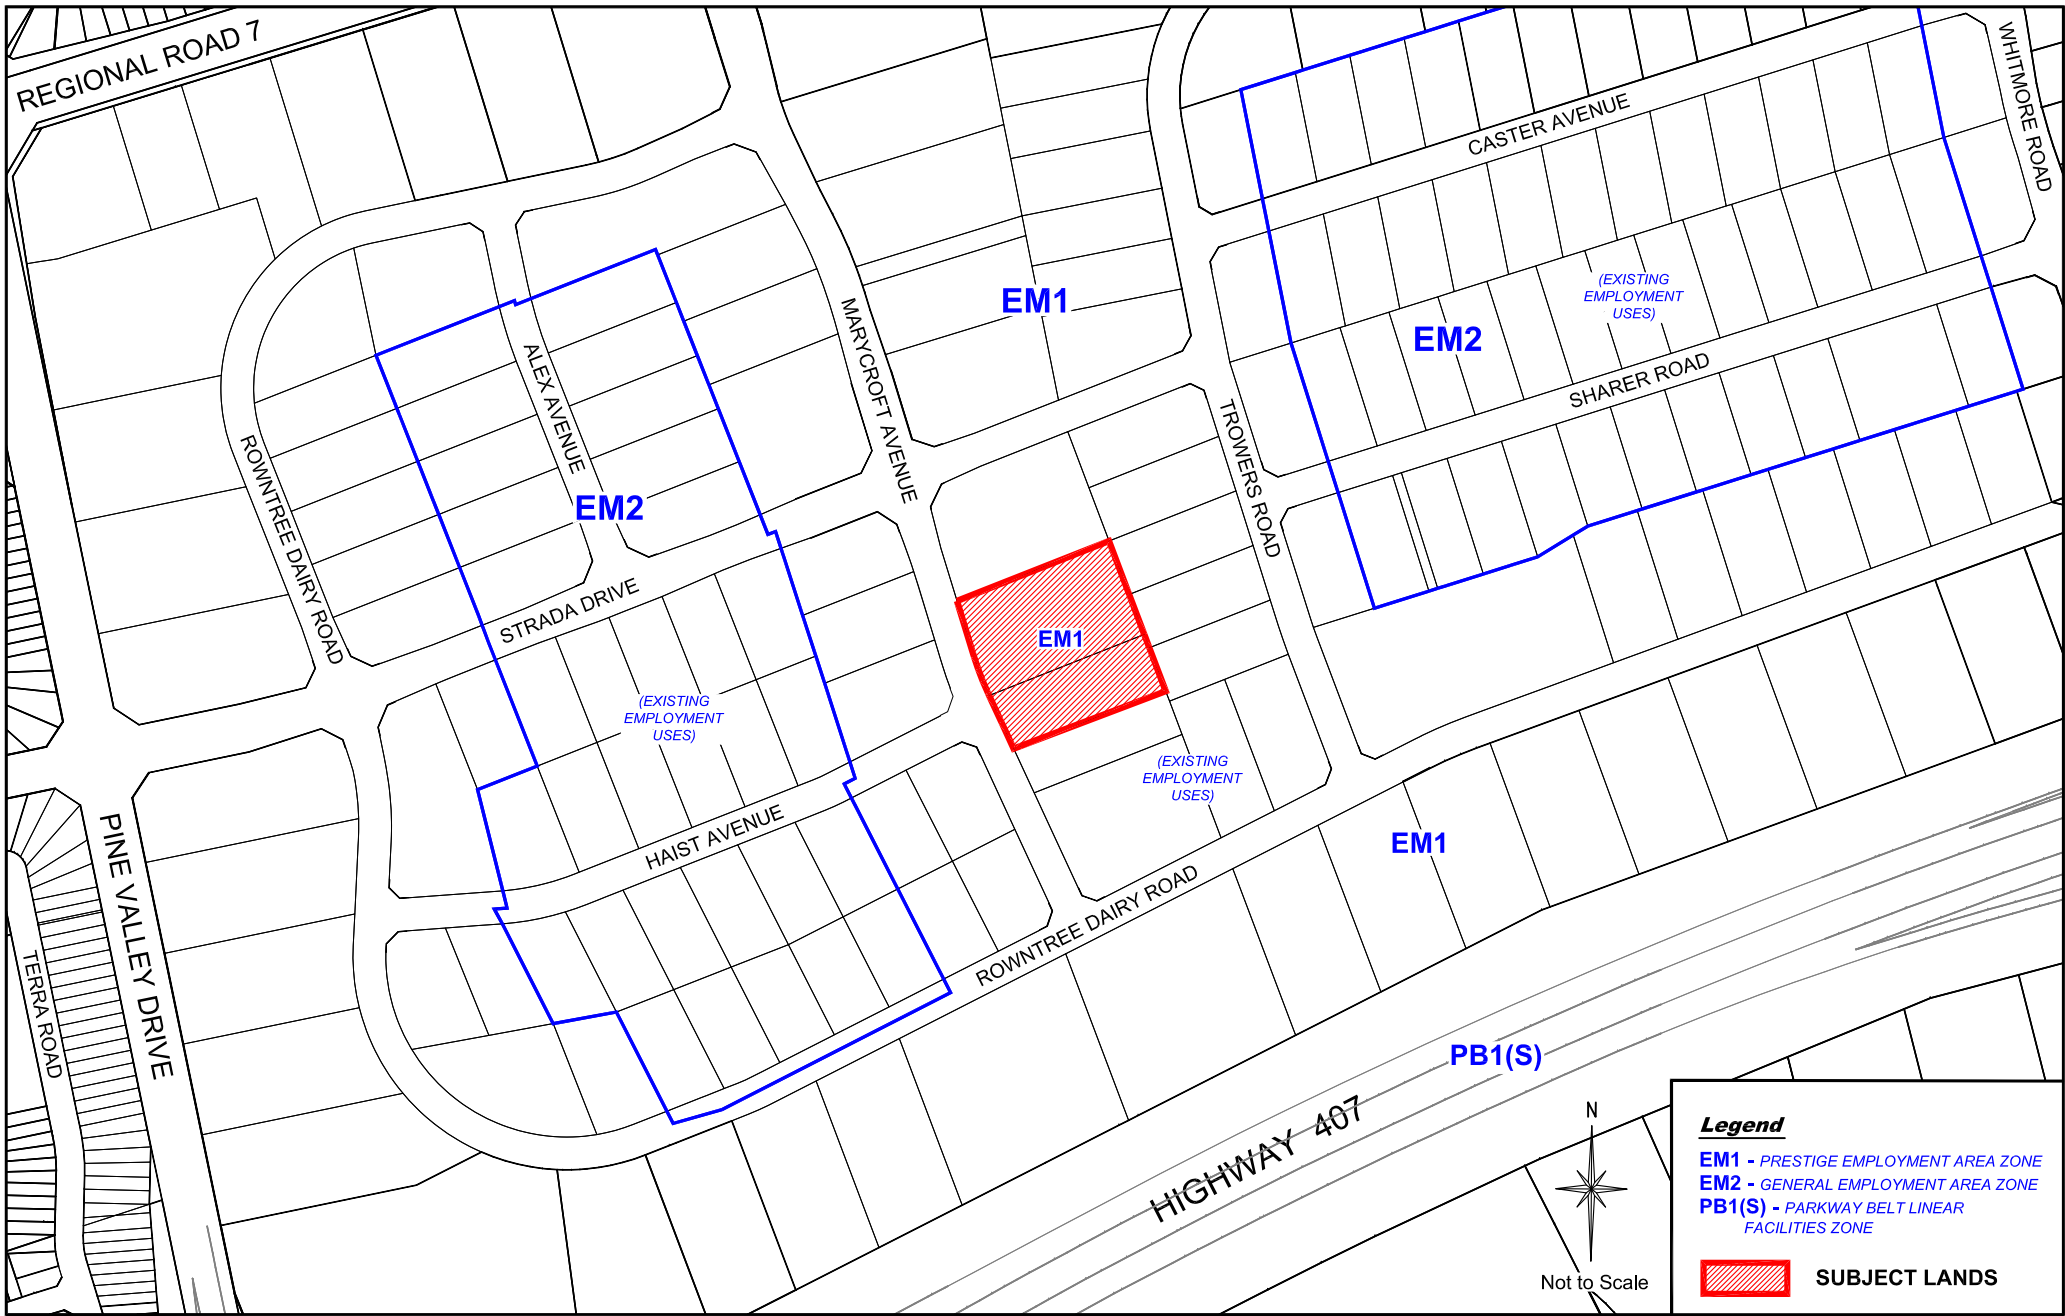 REGIONAL ROAD 7
WHITMORE ROAD
CASTER AVENUE
(EXISTING
EMPLOYMENT
USES)
EM1
EM2
MARYCROFT AVENUE
ALEX AVENUE
SHARER ROAD
TROWERS ROAD
ROWNTREE DAIRY ROAD
EM2
STRADA DRIVE
EM1
(EXISTING
EMPLOYMENT
USES)
(EXISTING
EMPLOYMENT
USES)
HAIST AVENUE
EM1
PINE VALLEY DRIVE
ROWNTREE DAIRY ROAD
TERRA ROAD
PB1(S)
HIGHWAY 407
N
Not to Scale
Legend
EM1 - PRESTIGE EMPLOYMENT AREA ZONE
EM2 - GENERAL EMPLOYMENT AREA ZONE
PB1(S) - PARKWAY BELT LINEAR
FACILITIES ZONE
SUBJECT LANDS